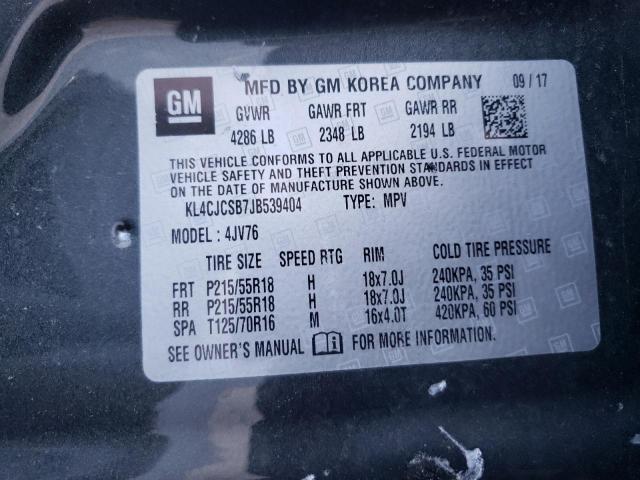 GM
MFD BY GM KOREA COMPANY 09/17
GVWR GAWR FRT GAWR RR
4286 LB 2348 LB 2194 LB
THIS VEHICLE CONFORMS TO ALL APPLICABLE U.S. FEDERAL MOTOR
VEHICLE SAFETY AND THEFT PREVENTION STANDARDS IN EFFECT
ON THE DATE OF MANUFACTURE SHOWN ABOVE.
KL4CJCSB7JB539404 TYPE: MPV
MODEL : 4JV76
TIRE SIZE SPEED RTG RIM COLD TIRE PRESSURE
FRT P215/55R18 H 18x7.0J 240KPA, 35 PSI
RR P215/55R18 H 18x7.0J 240KPA, 35 PSI
SPA T125/70R16 M 16x4.0T 420KPA, 60 PSI
SEE OWNER'S MANUAL FOR MORE INFORMATION